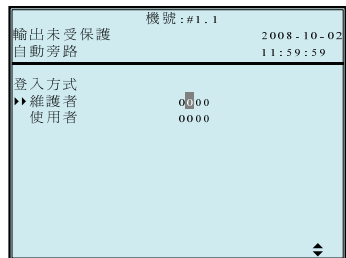 機號:#1.1
輸出未受保護 2008-10-02
自動旁路 11:59:59
登入方式
維護者 0000
使用者 0000